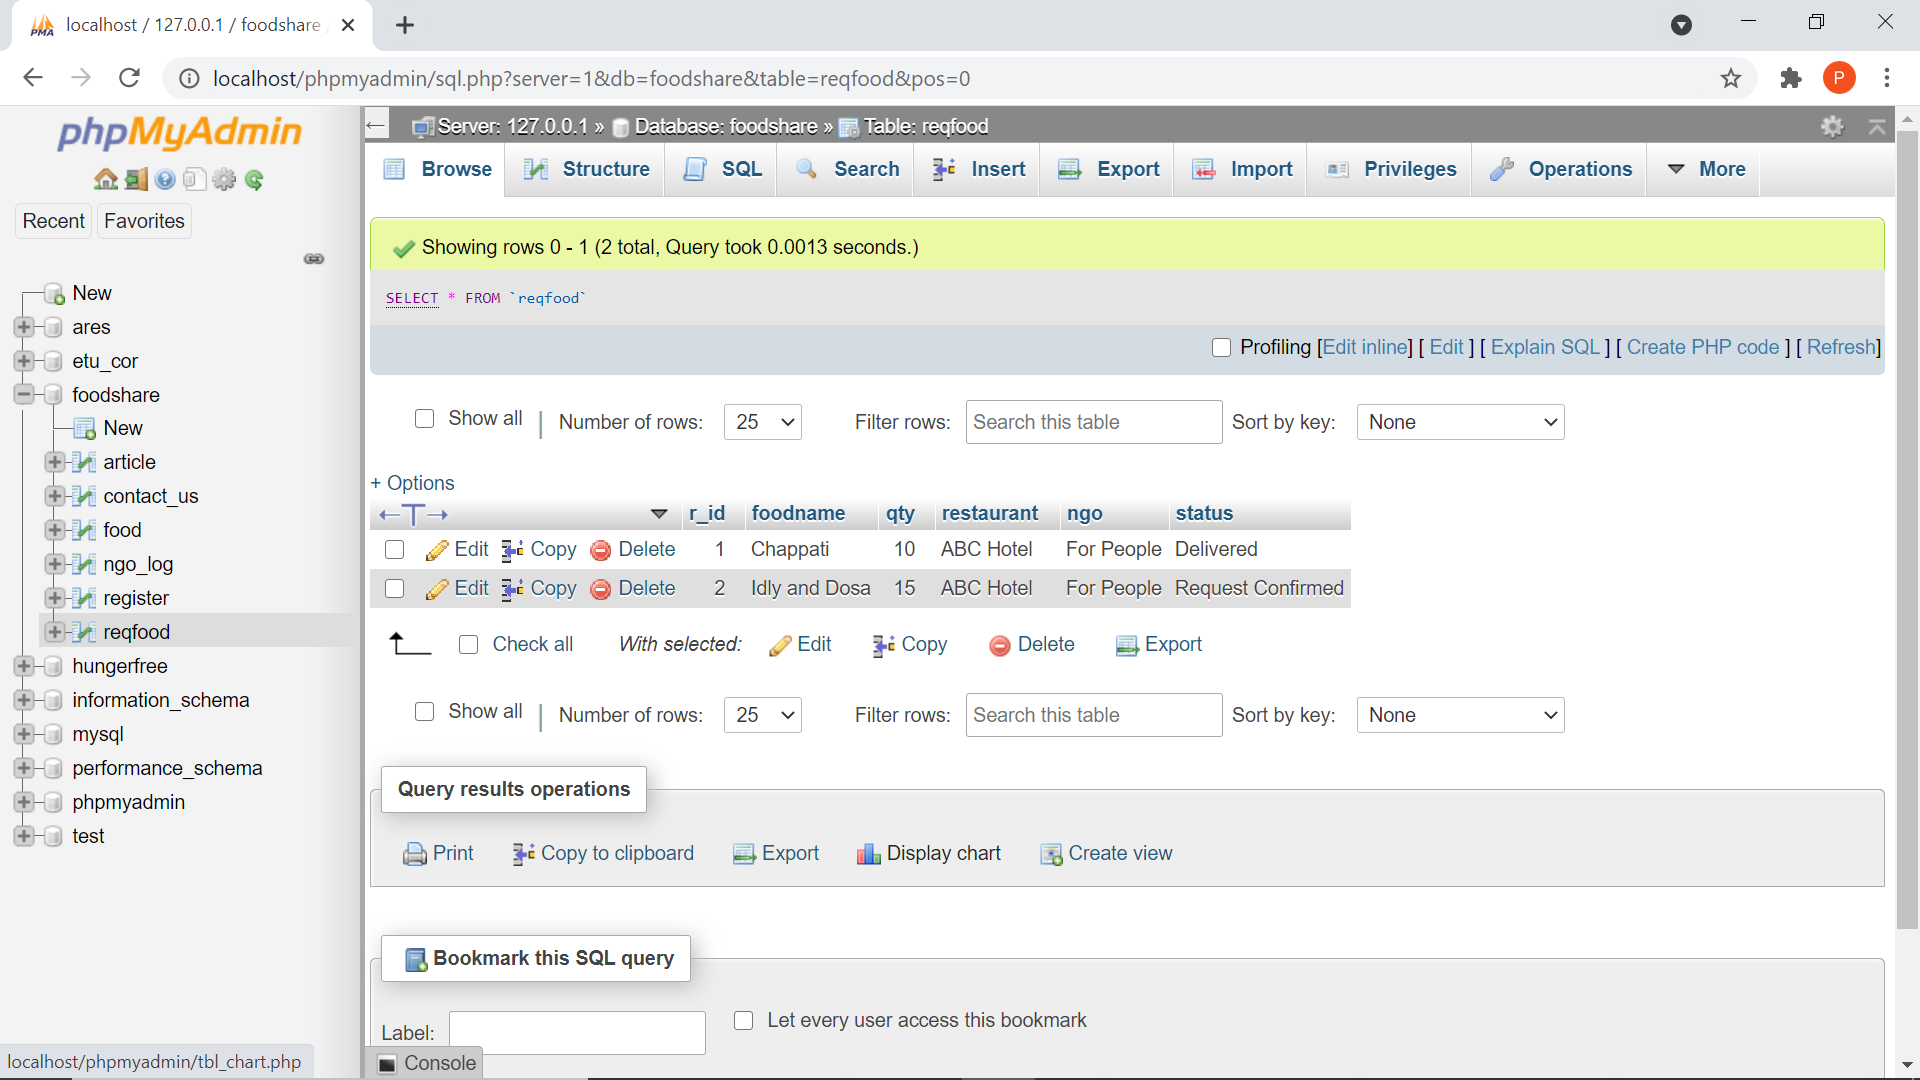 localhost / 127.0.0.1 / foodshare
localhost/phpmyadmin/sql.php?server=1&db=foodshare&table=reqfood&pos=0
P
phpMyAdmin
Recent Favorites
New
ares
etu_cor
foodshare
New
article
contact_us
food
ngo_log
register
reqfood
hungerfree
information_schema
mysql
performance_schema
phpmyadmin
test
localhost/phpmyadmin/tbl_chart.php
Server: 127.0.0.1 » Database: foodshare » Table: reqfood
Browse Structure SQL Search Insert Export Import Privileges Operations More
Showing rows 0 - 1 (2 total, Query took 0.0013 seconds.)
SELECT * FROM `reqfood`
Profiling [Edit inline] [ Edit ] [ Explain SQL ] [ Create PHP code ] [ Refresh]
Show all | Number of rows: 25 Filter rows: Search this table Sort by key: None
+ Options
←T→ r_id foodname qty restaurant ngo status
Edit Copy Delete 1 Chappati 10 ABC Hotel For People Delivered
Edit Copy Delete 2 Idly and Dosa 15 ABC Hotel For People Request Confirmed
Check all With selected: Edit Copy Delete Export
Show all | Number of rows: 25 Filter rows: Search this table Sort by key: None
Query results operations
Print Copy to clipboard Export Display chart Create view
Bookmark this SQL query
Label: Let every user access this bookmark
Console